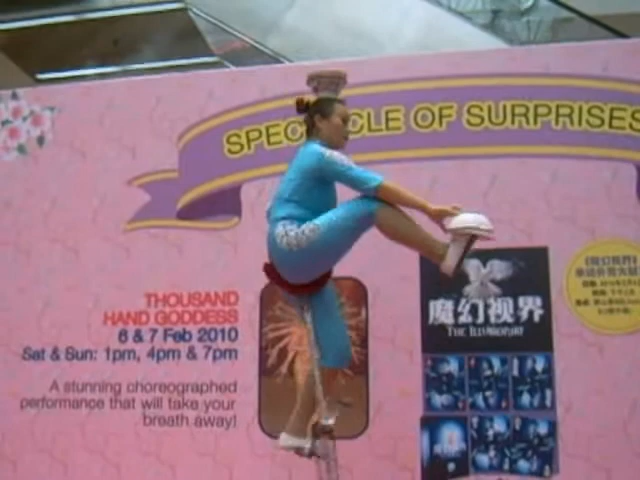 SPEC CLE OF SURPRISES
THOUSAND
HAND GODDESS
6 & 7 Feb 2010
Sat & Sun: 1pm, 4pm & 7pm
A stunning choreographed
performance that will take your
breath away!
魔幻视界
THE ILLUSIONIST